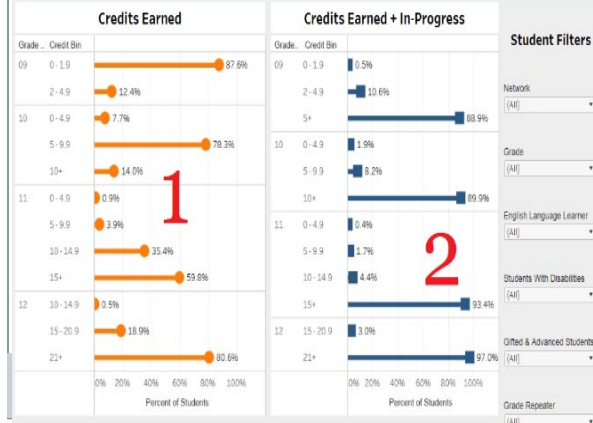 Credits Earned
Grade.. Credit Bin
09 0-1.9 87.6%
2-4.9 12.4%
10 0-4.9 7.7%
5-9.9 78.3%
10+ 14.0%
11 0-4.9 0.9%
5-9.9 3.9%
10-14.9 35.4%
15+ 59.8%
12 10-14.9 0.5%
15-20.9 18.9%
21+ 80.6%
0% 20% 40% 60% 80% 100%
Percent of Students
1
Credits Earned + In-Progress
Grade.. Credit Bin
09 0-1.9 0.5%
2-4.9 10.6%
5+ 88.9%
10 0-4.9 1.9%
5-9.9 8.2%
10+ 89.9%
11 0-4.9 0.4%
5-9.9 1.7%
10-14.9 4.4%
15+ 93.4%
12 15-20.9 3.0%
21+ 97.0%
0% 20% 40% 60% 80% 100%
Percent of Students
2
Student Filters
Network
(All)
Grade
(All)
English Language Learner
(All)
Students With Disabilities
(All)
Gifted & Advanced Students
(All)
Grade Repeater
(All)